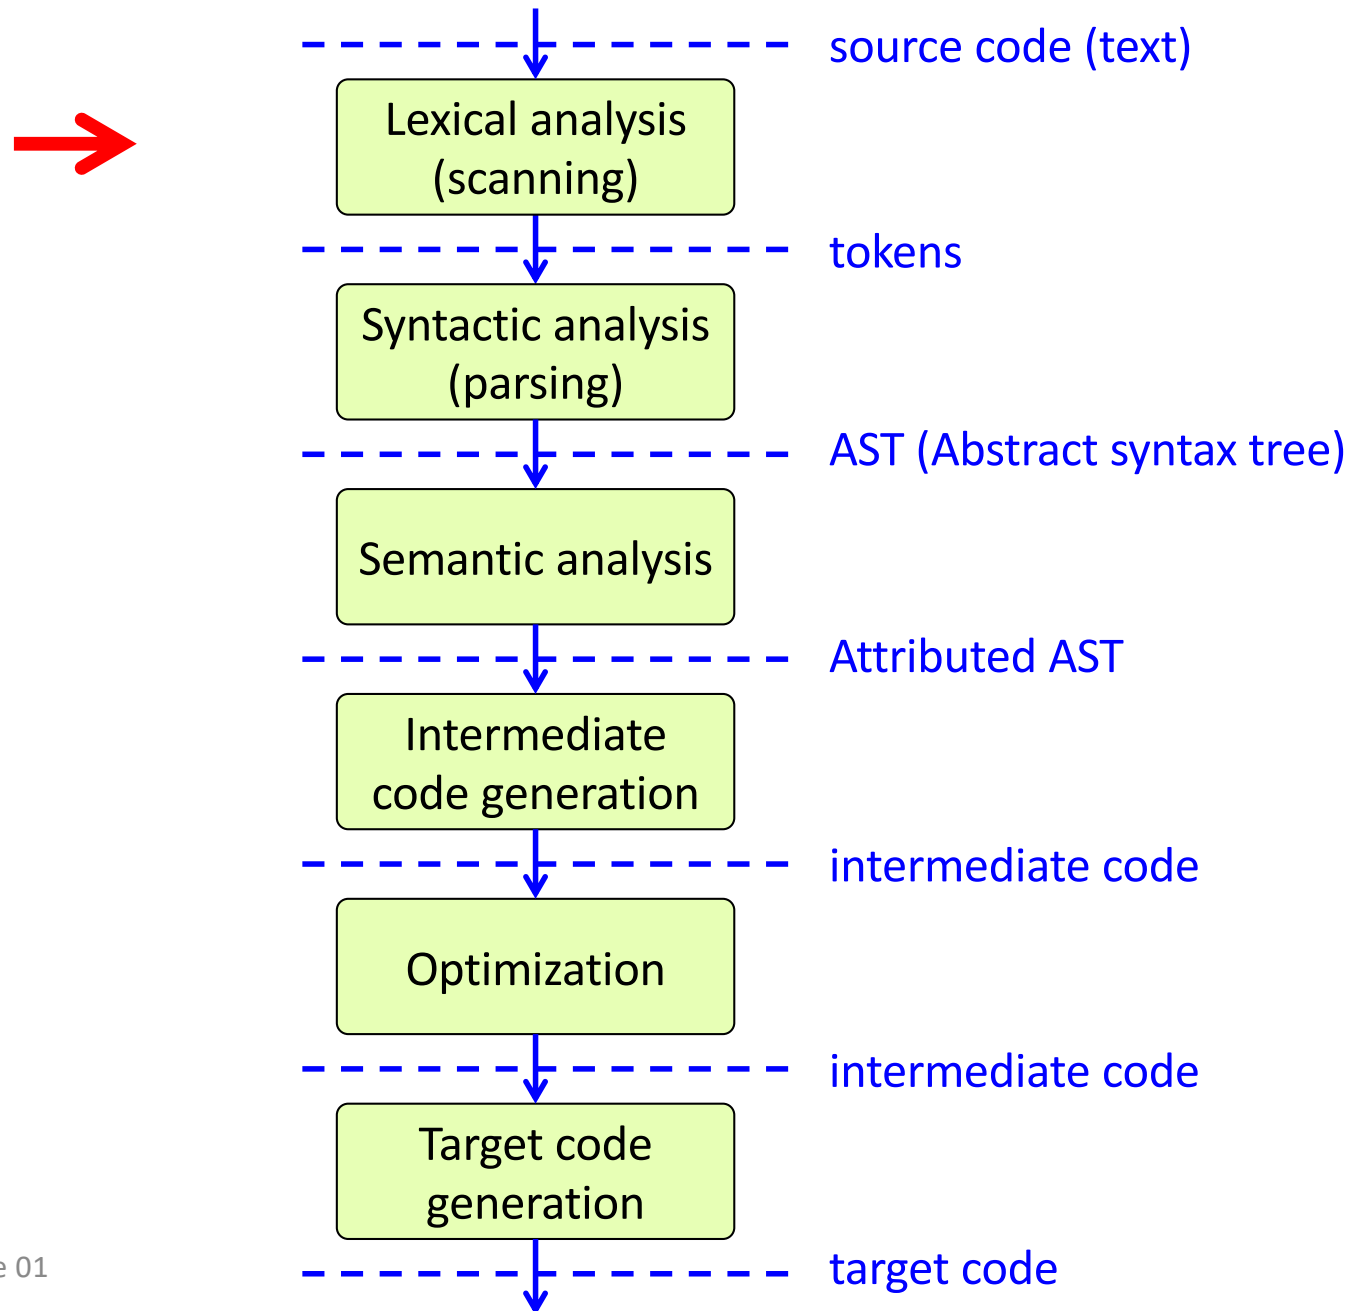 source code (text)
Lexical analysis
(scanning)
tokens
Syntactic analysis
(parsing)
AST (Abstract syntax tree)
Semantic analysis
Attributed AST
Intermediate
code generation
intermediate code
Optimization
intermediate code
Target code
generation
target code
01